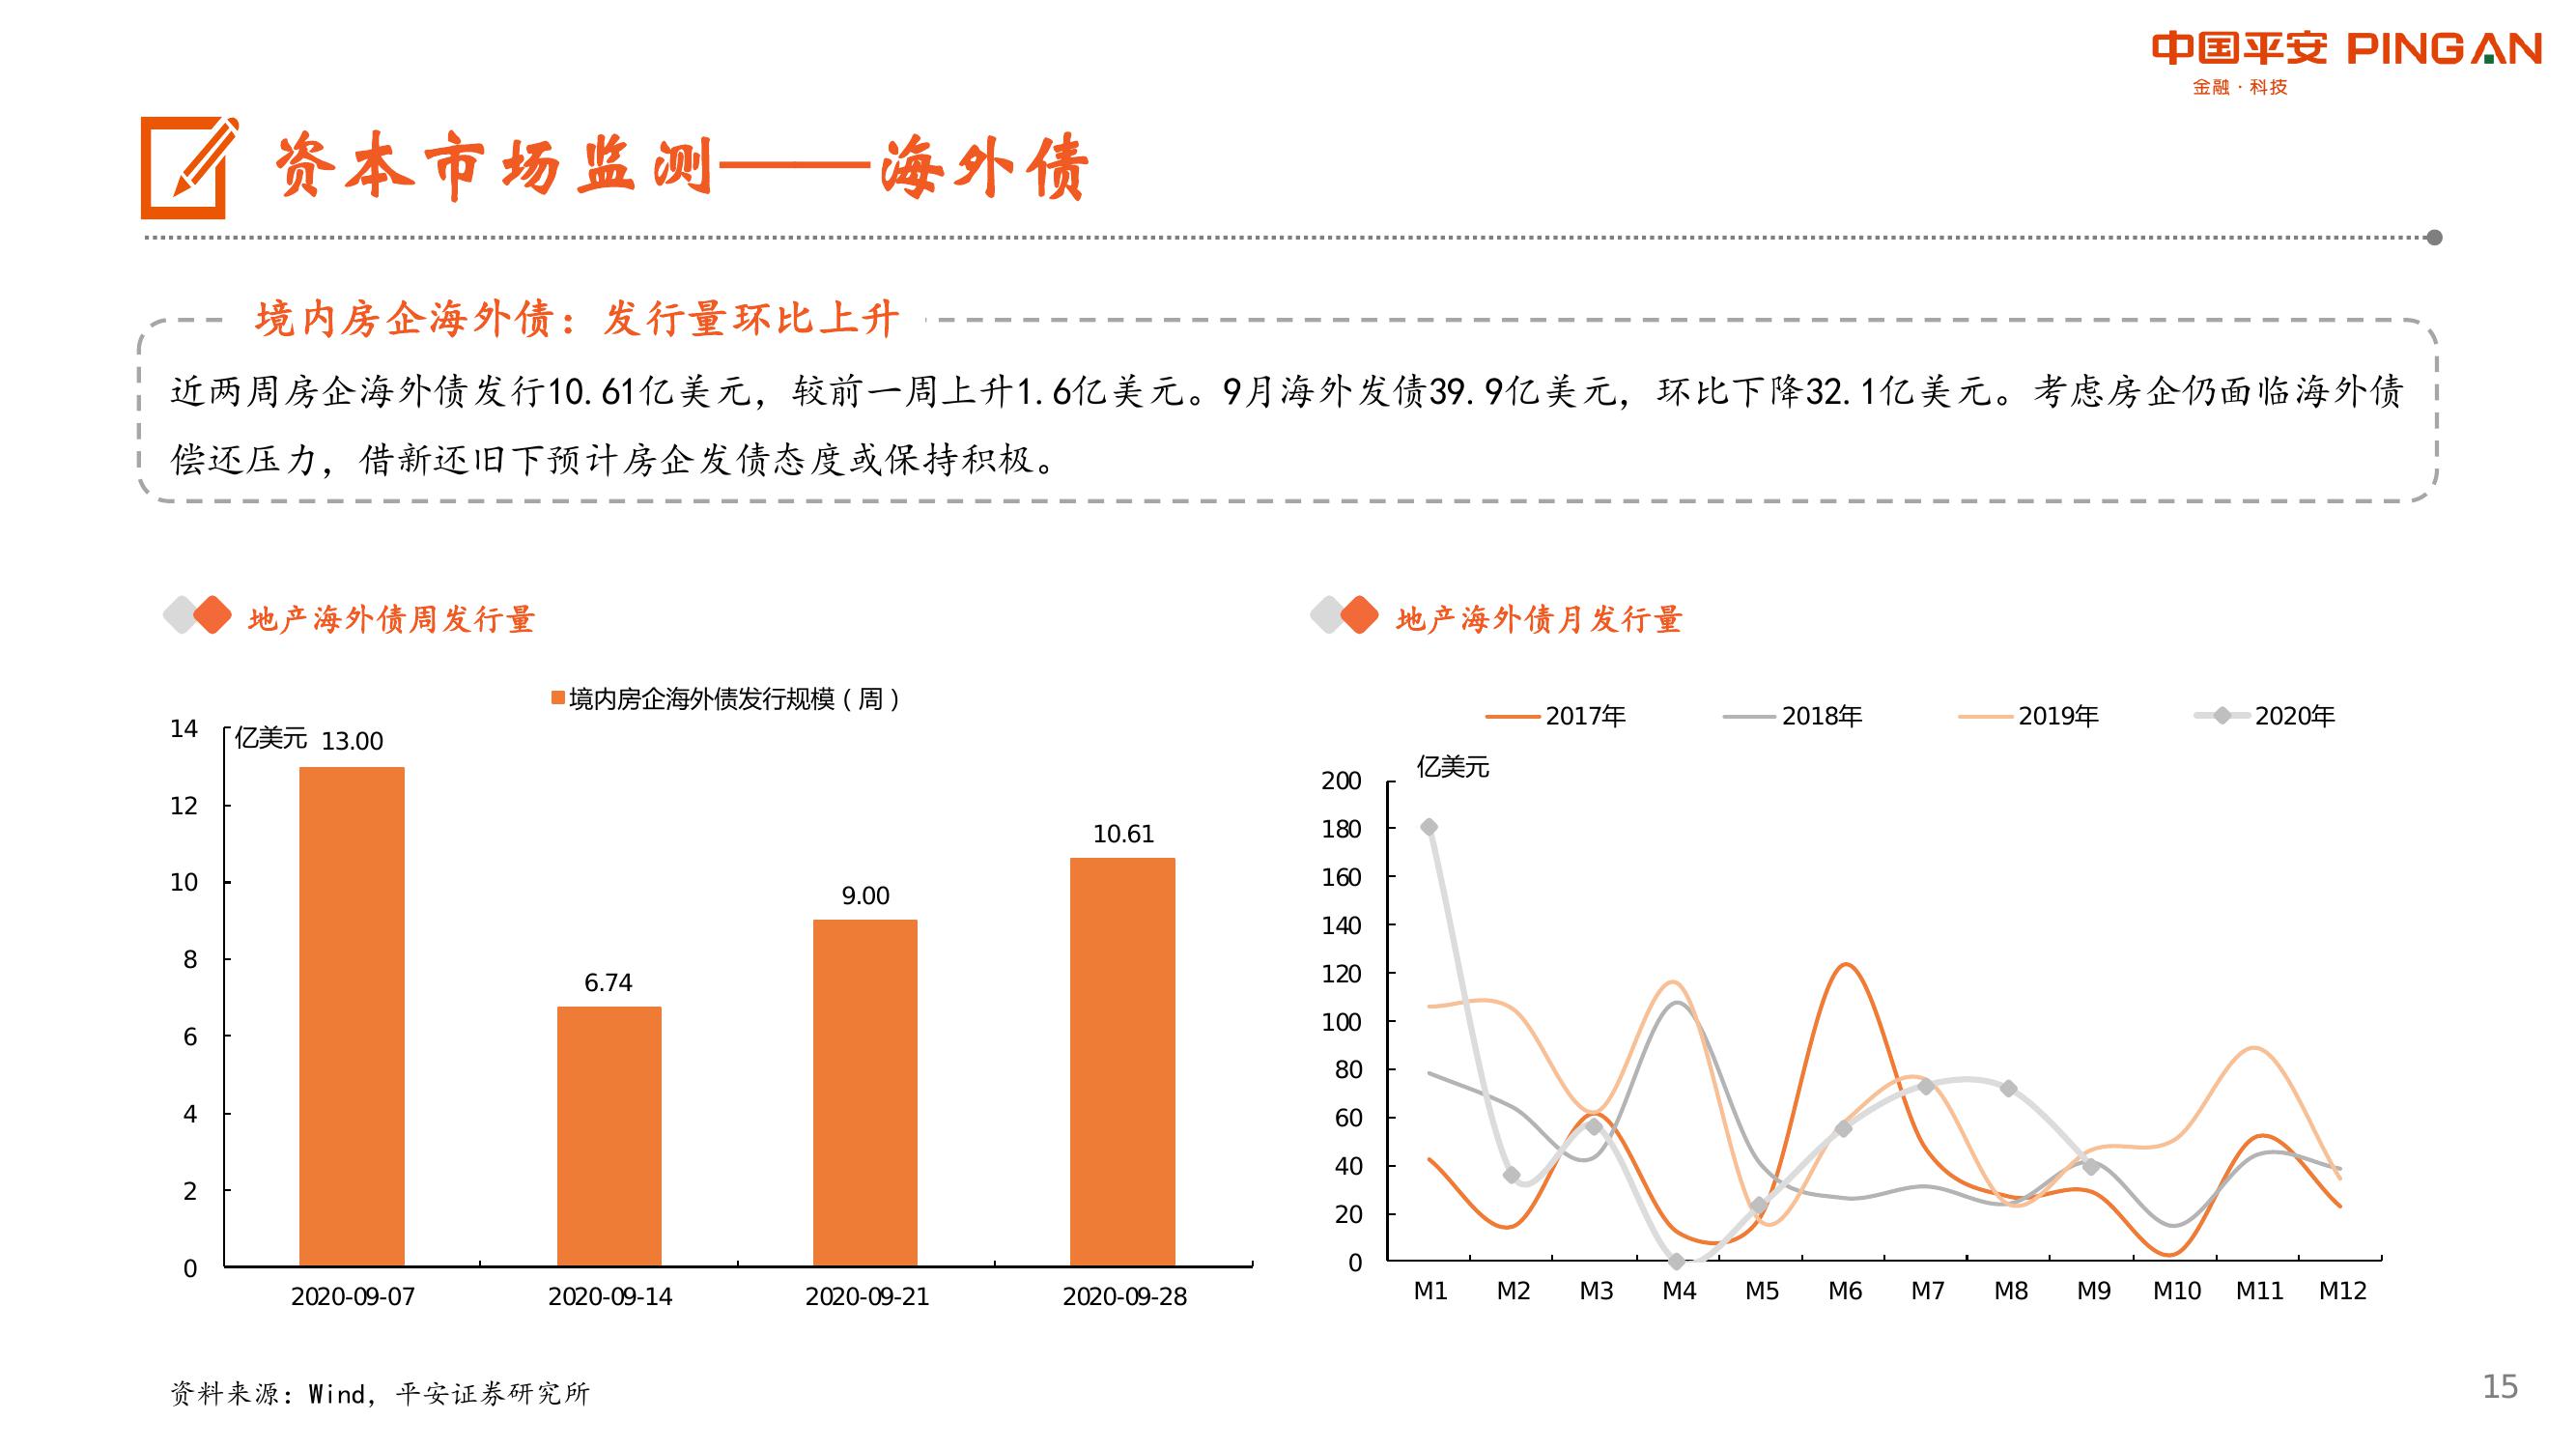 中国平安 PINGAN
金融·科技
资本市场监测——海外债
境内房企海外债：发行量环比上升
近两周房企海外债发行10.61亿美元，较前一周上升1.6亿美元。9月海外发债39.9亿美元，环比下降32.1亿美元。考虑房企仍面临海外债
偿还压力，借新还旧下预计房企发债态度或保持积极。
地产海外债周发行量
境内房企海外债发行规模（周）
亿美元
14
12
10
8
6
4
2
0
13.00
6.74
9.00
10.61
2020-09-07
2020-09-14
2020-09-21
2020-09-28
地产海外债月发行量
2017年 2018年 2019年 2020年
亿美元
200
180
160
140
120
100
80
60
40
20
0
M1 M2 M3 M4 M5 M6 M7 M8 M9 M10 M11 M12
资料来源：Wind，平安证券研究所
15